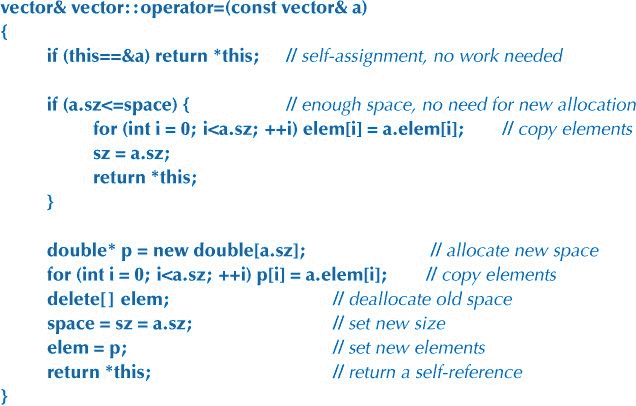 vector& vector::operator=(const vector& a)
{
if (this==&a) return *this; // self-assignment, no work needed
if (a.sz<=space) { // enough space, no need for new allocation
for (int i = 0; i<a.sz; ++i) elem[i] = a.elem[i]; // copy elements
sz = a.sz;
return *this;
}
double* p = new double[a.sz]; // allocate new space
for (int i = 0; i<a.sz; ++i) p[i] = a.elem[i]; // copy elements
delete[] elem; // deallocate old space
space = sz = a.sz; // set new size
elem = p; // set new elements
return *this; // return a self-reference
}